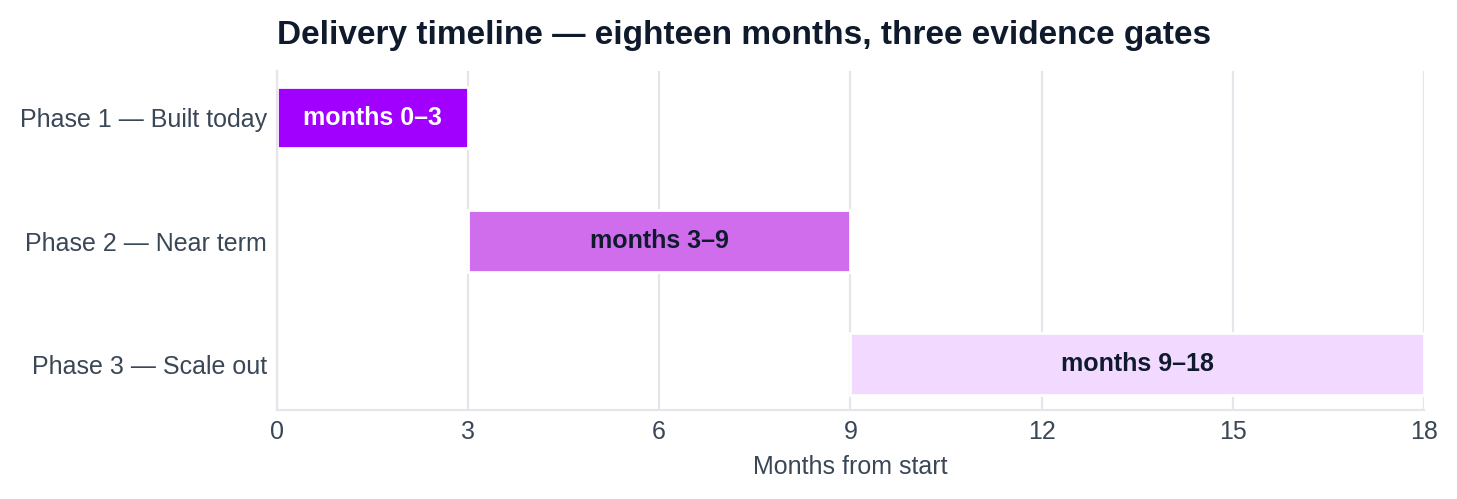 Delivery timeline — eighteen months, three evidence gates
Phase 1 — Built today
months 0–3
Phase 2 — Near term
months 3–9
Phase 3 — Scale out
months 9–18
0 3 6 9 12 15 18
Months from start